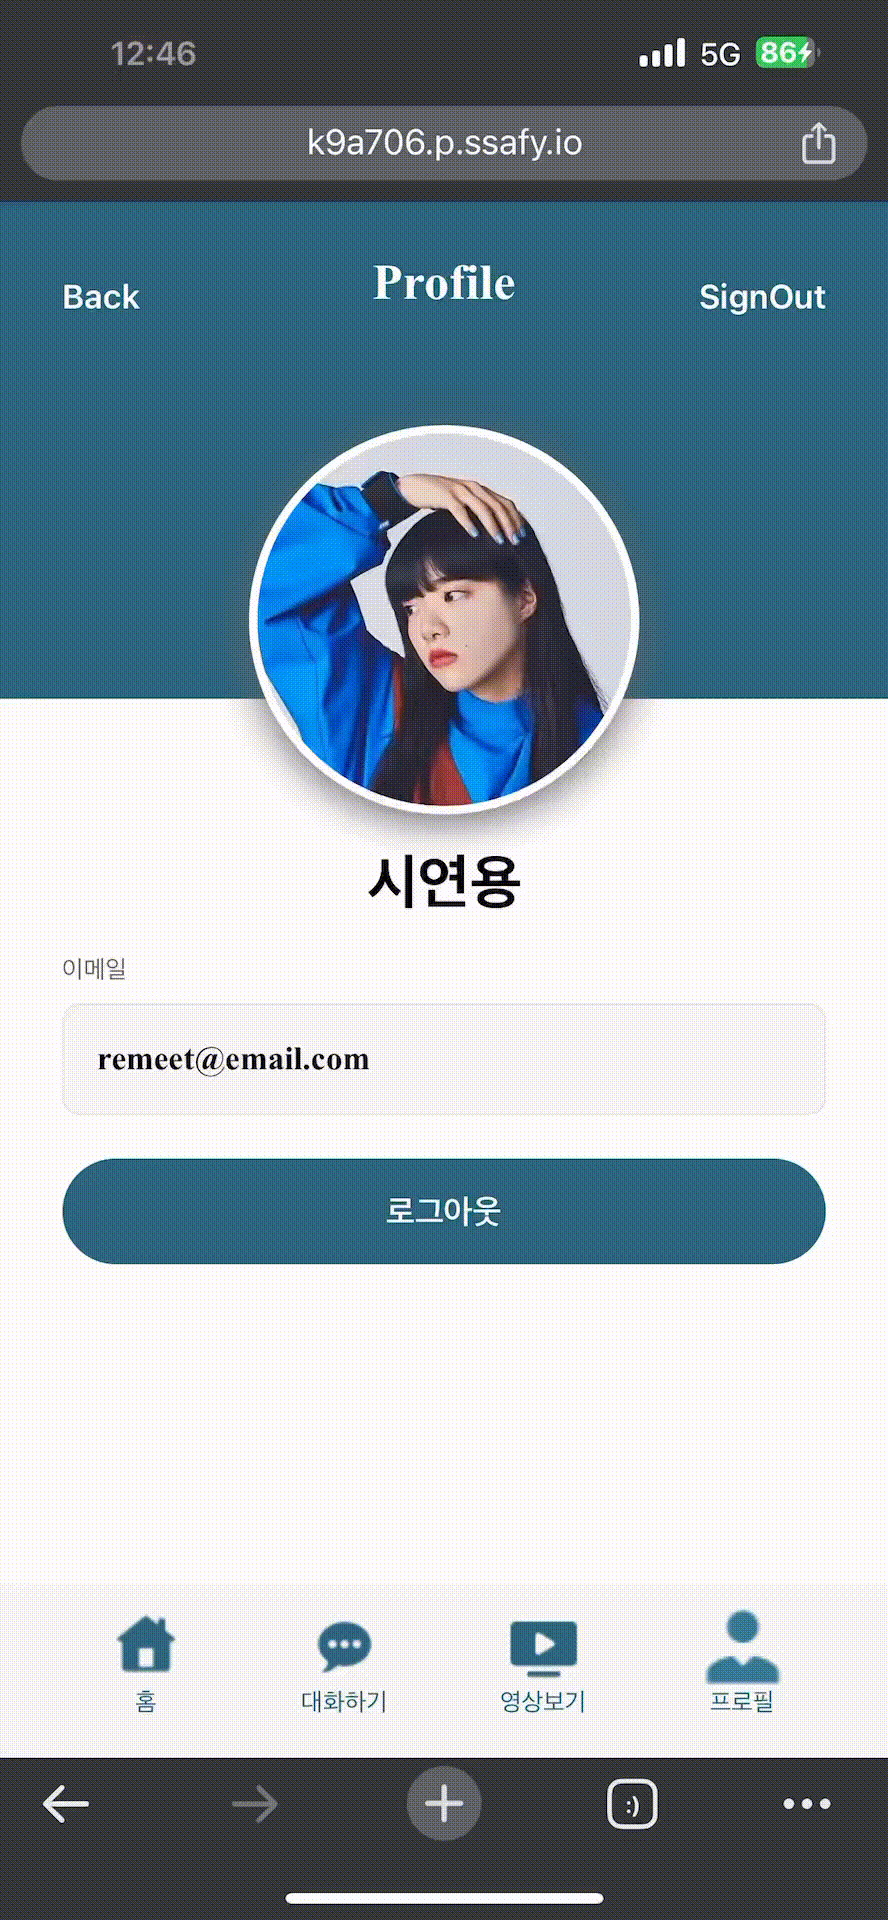 12:46
5G
86
k9a706.p.ssafy.io
Back
Profile
SignOut
시연용
이메일
remeet@email.com
로그아웃
홈
대화하기
영상보기
프로필
:)